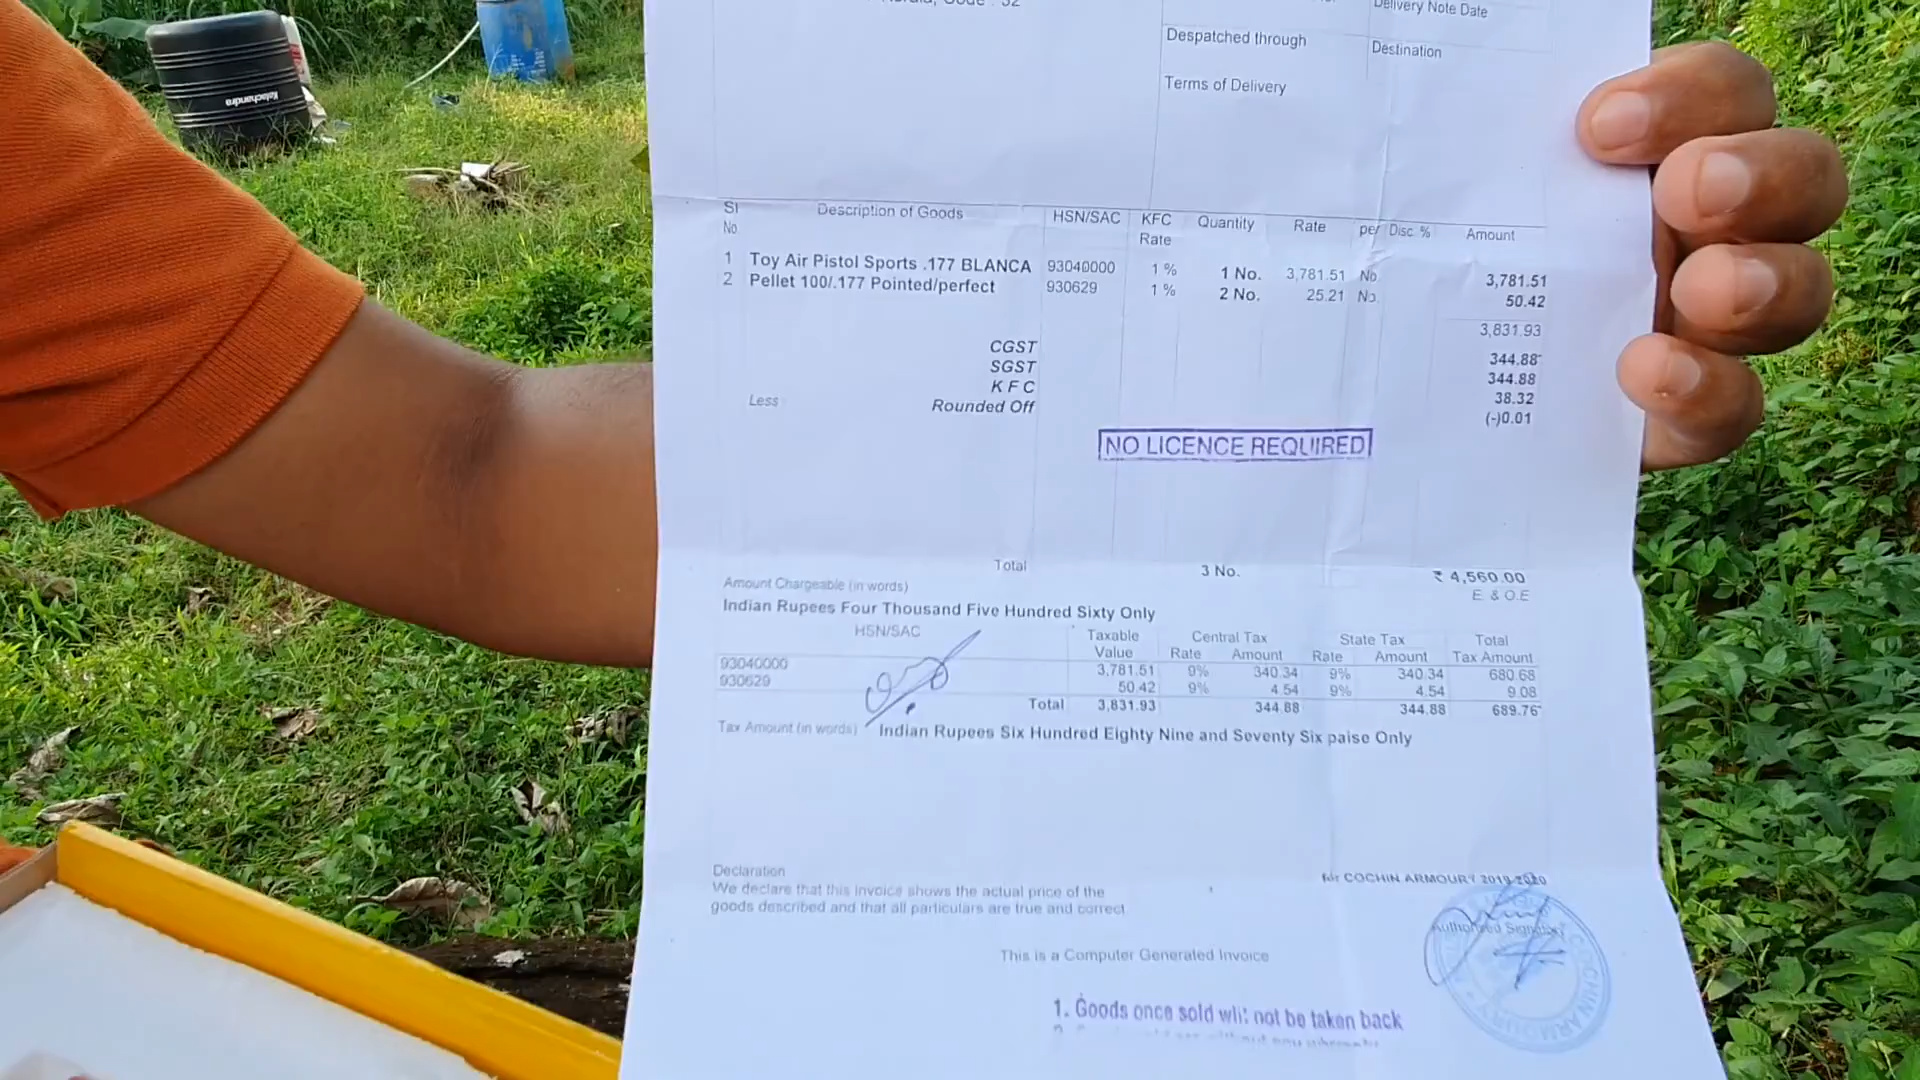 Kerala, Code : 32
Delivery Note Date
Despatched through
Destination
Terms of Delivery
Kalachandra
Sl No. Description of Goods HSN/SAC KFC Rate Quantity Rate per Disc. % Amount
1 Toy Air Pistol Sports .177 BLANCA 93040000 1 % 1 No. 3,781.51 No. 3,781.51
2 Pellet 100/.177 Pointed/perfect 930629 1 % 2 No. 25.21 No. 50.42
3,831.93
CGST 344.88
SGST 344.88
K F C 38.32
Less : Rounded Off (-)0.01
NO LICENCE REQUIRED
Total 3 No. ₹ 4,560.00
Amount Chargeable (in words) E. & O.E
Indian Rupees Four Thousand Five Hundred Sixty Only
HSN/SAC Taxable Value Central Tax Rate Amount State Tax Rate Amount Total Tax Amount
93040000 3,781.51 9% 340.34 9% 340.34 680.68
930629 50.42 9% 4.54 9% 4.54 9.08
Total 3,831.93 344.88 344.88 689.76
Tax Amount (in words) : Indian Rupees Six Hundred Eighty Nine and Seventy Six paise Only
Declaration
We declare that this invoice shows the actual price of the
goods described and that all particulars are true and correct.
for COCHIN ARMOURY 2019-2020
Authorised Signatory
COCHIN ARMOURY
This is a Computer Generated Invoice
1. Goods once sold will not be taken back